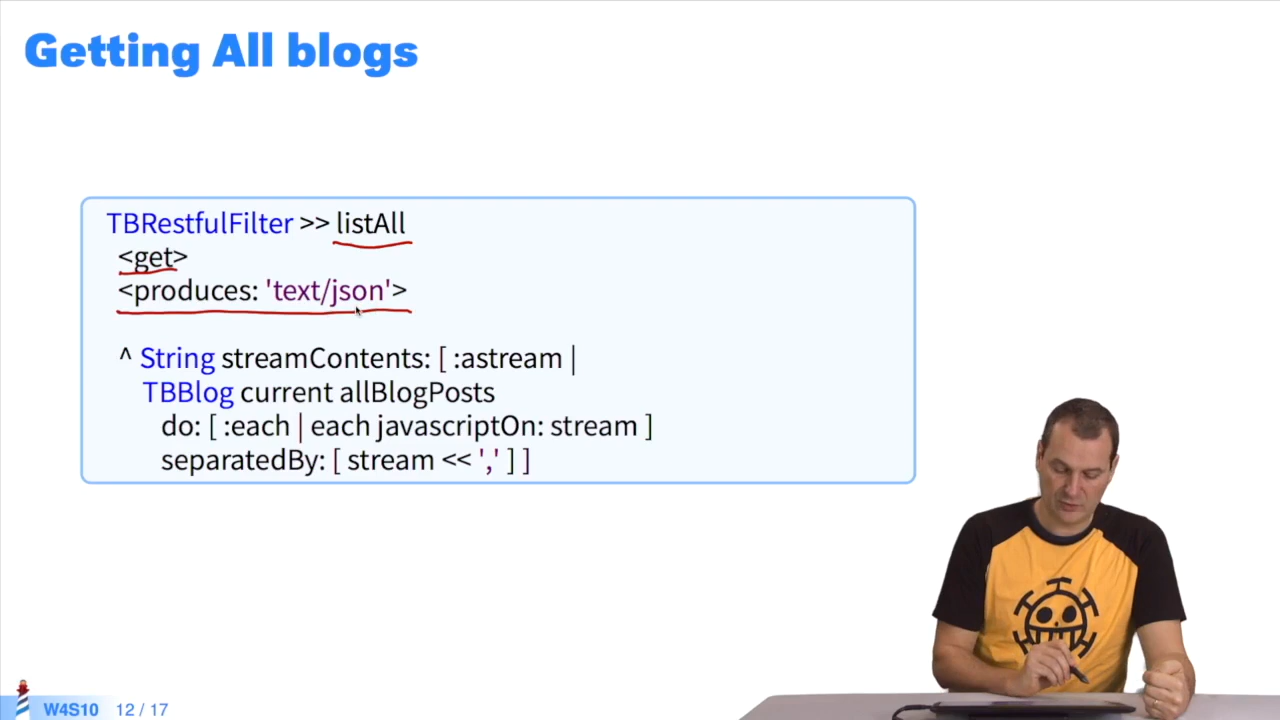 Getting All blogs
TBRestfulFilter >> listAll
<get>
<produces: 'text/json'>
^ String streamContents: [ :astream |
TBBlog current allBlogPosts
do: [ :each | each javascriptOn: stream ]
separatedBy: [ stream << ',' ] ]
W4S10 12 / 17